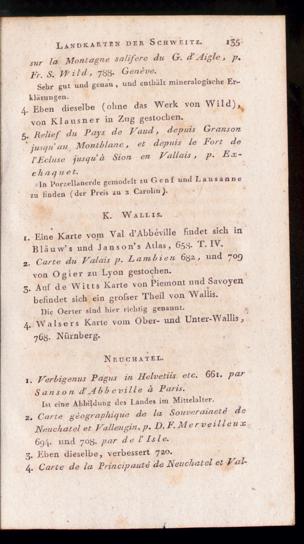 LANDKARTEN DER SCHWEITZ. 135
sur la Montagne salifère du G. d'Aigle, p.
Fr. S. Wild, 788. Genève.
Sehr gut und genau, und enthält mineralogische Er-
klärungen.
4. Eben dieselbe (ohne das Werk von Wild),
von Klausner in Zug gestochen.
5. Relief du Pays de Vaud, depuis Granson
jusqu'au Montblanc, et depuis le Fort de
l'Ecluse jusqu'à Sion en Vallais, p. Ex-
chaquet.
In Porzellanerde gemodelt zu Genf und Lausanne
zu finden (der Preis zu 2 Carolin).
K. WALLIS.
1. Eine Karte vom Val d'Abbéville findet sich in
Bläuw's und Janson's Atlas, 658. T. IV.
2. Carte du Valais p. Lambien 682, und 709
von Ogier zu Lyon gestochen.
3. Auf de Witts Karte von Piemont und Savoyen
befindet sich ein grofser Theil von Wallis.
Die Oerter sind hier richtig genannt.
4. Walsers Karte vom Ober- und Unter-Wallis,
768. Nürnberg.
NEUCHATEL.
1. Verbigenus Pagus in Helvetiis etc. 661. par
Sanson d'Abbeville à Paris.
Ist eine Abbildung des Landes im Mittelalter.
2. Carte géographique de la Souveraineté de
Neuchatel et Valleugin, p. D. F. Merveilleux
694. und 708. par de l'Isle.
3. Eben dieselbe, verbessert 720.
4. Carte de la Principauté de Neuchatel et Val-